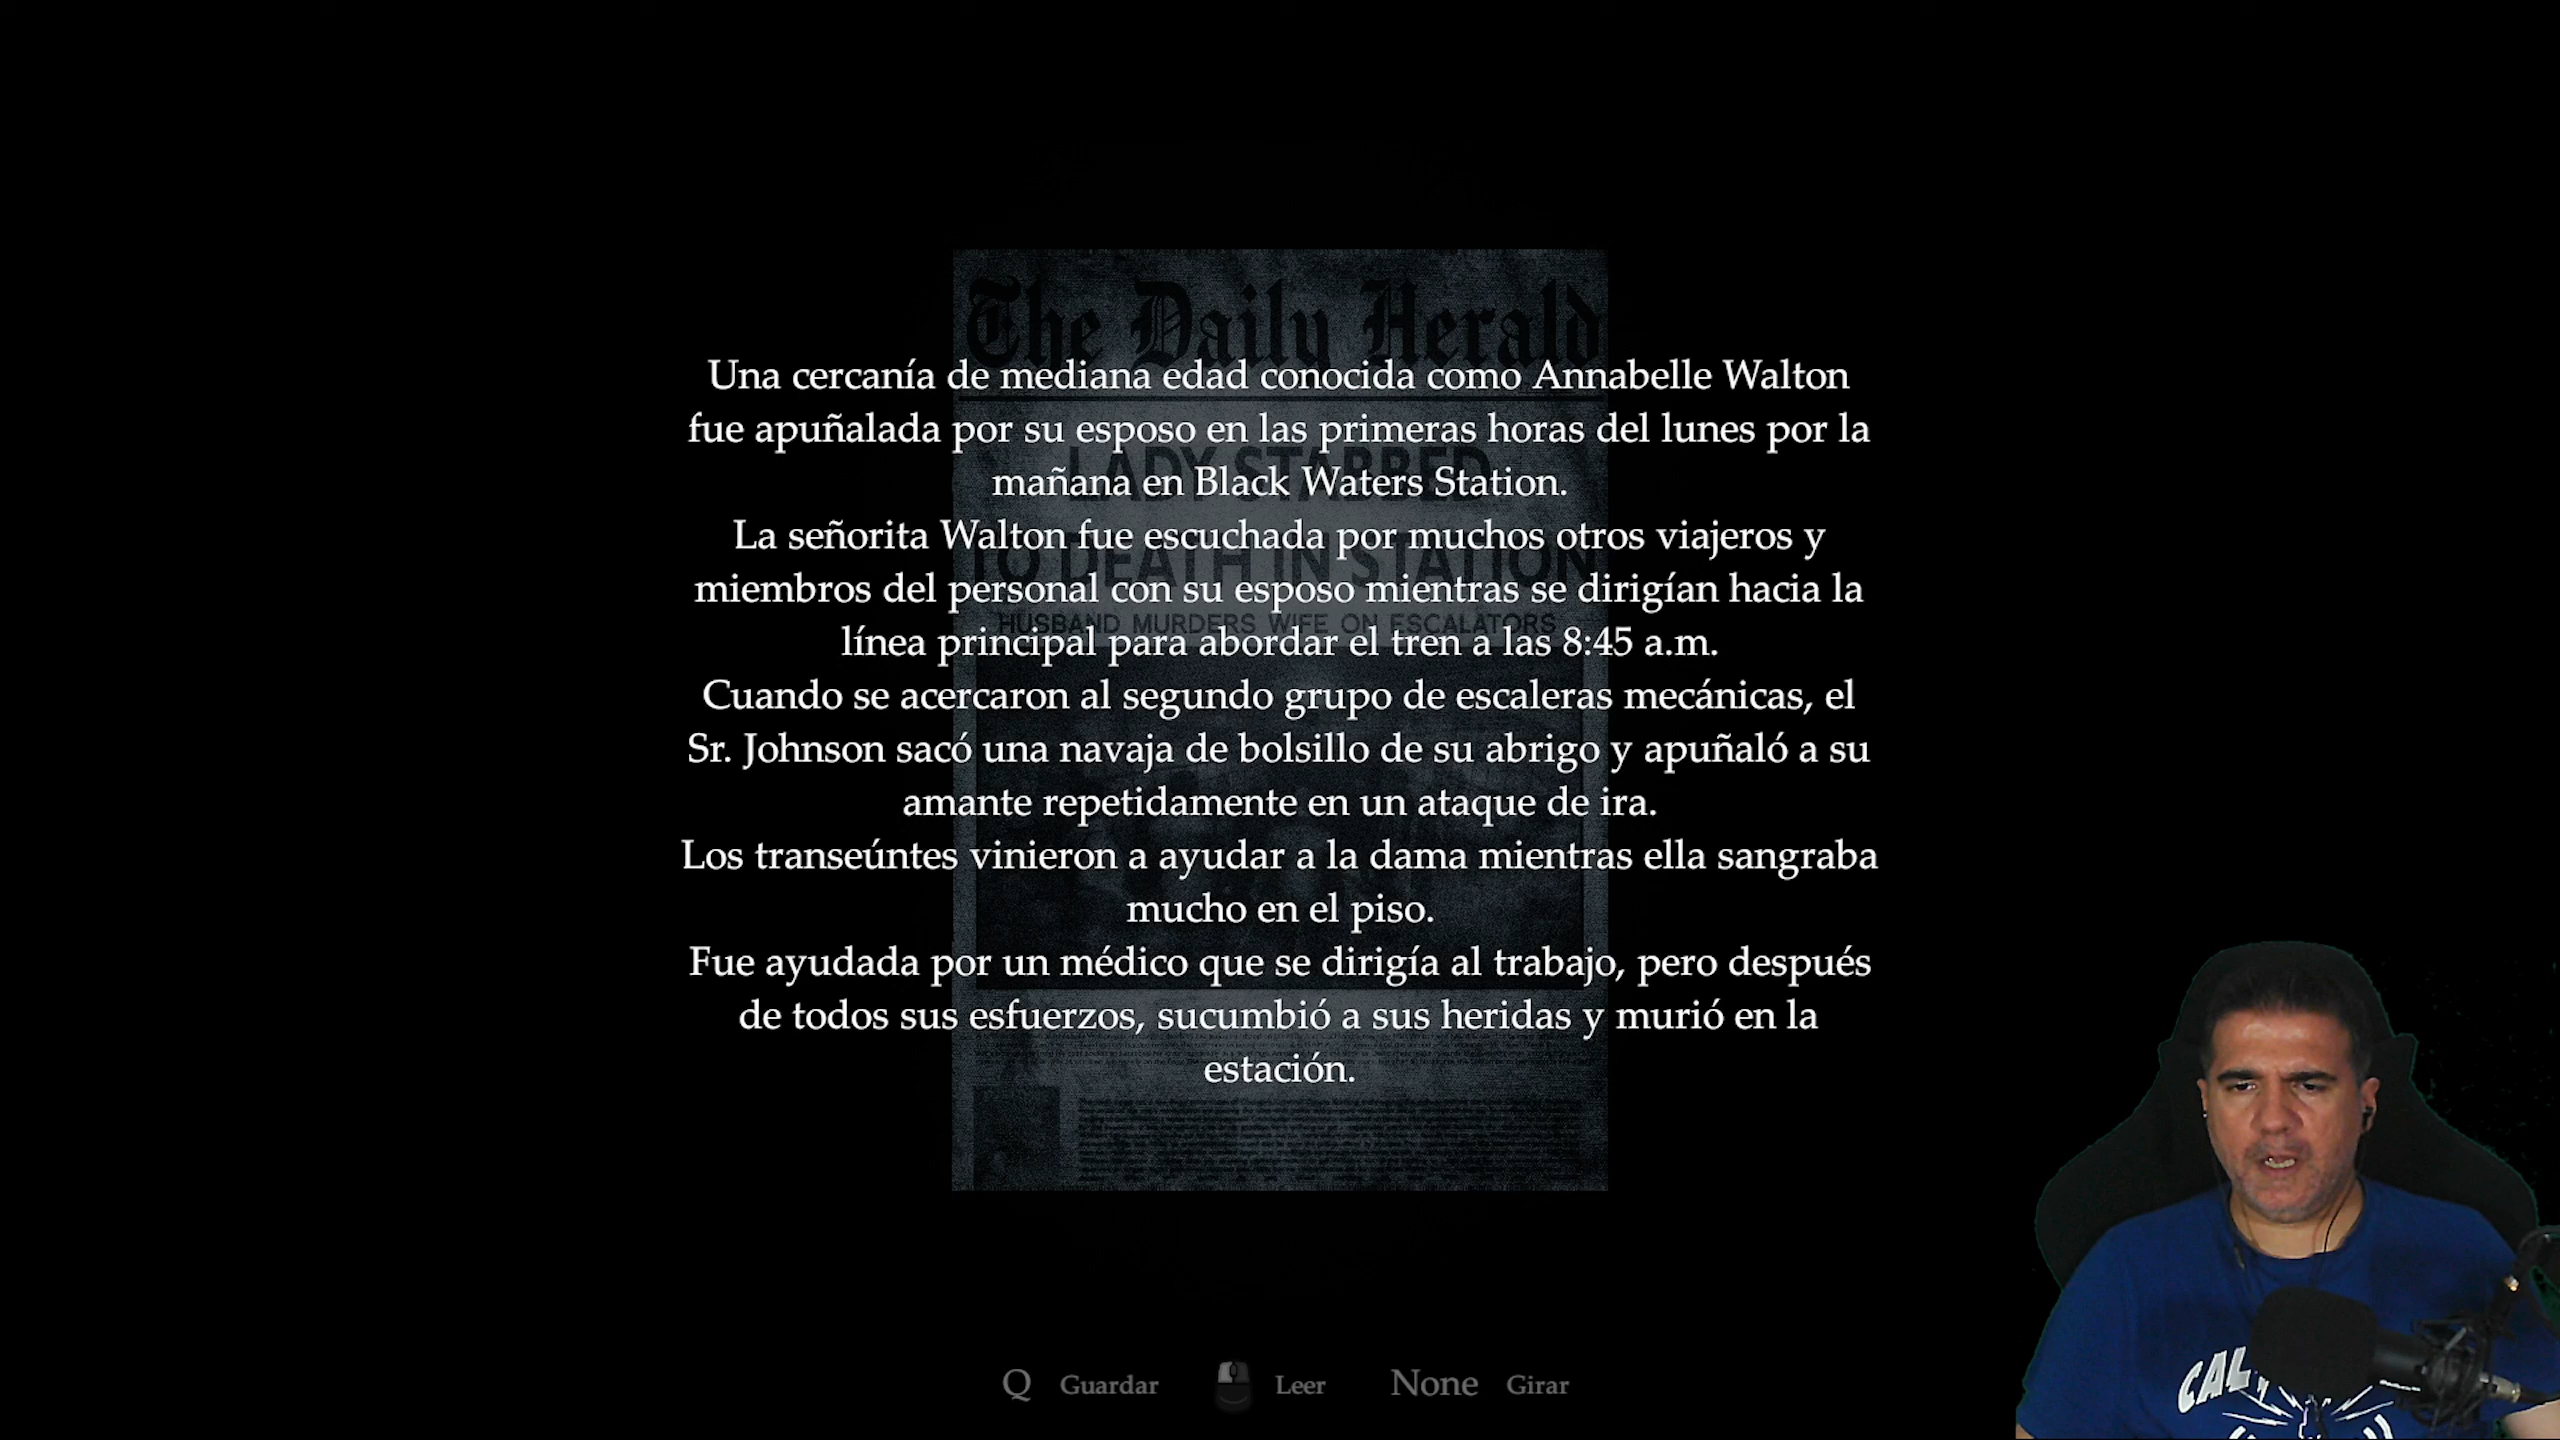 The Daily Herald
Una cercanía de mediana edad conocida como Annabelle Walton
fue apuñalada por su esposo en las primeras horas del lunes por la
LADY STABBED
mañana en Black Waters Station.
La señorita Walton fue escuchada por muchos otros viajeros y
TO DEATH IN STATION
miembros del personal con su esposo mientras se dirigían hacia la
HUSBAND MURDERS WIFE ON ESCALATORS
línea principal para abordar el tren a las 8:45 a.m.
Cuando se acercaron al segundo grupo de escaleras mecánicas, el
Sr. Johnson sacó una navaja de bolsillo de su abrigo y apuñaló a su
amante repetidamente en un ataque de ira.
Los transeúntes vinieron a ayudar a la dama mientras ella sangraba
mucho en el piso.
Fue ayudada por un médico que se dirigía al trabajo, pero después
de todos sus esfuerzos, sucumbió a sus heridas y murió en la
estación.
Q Guardar Leer None Girar